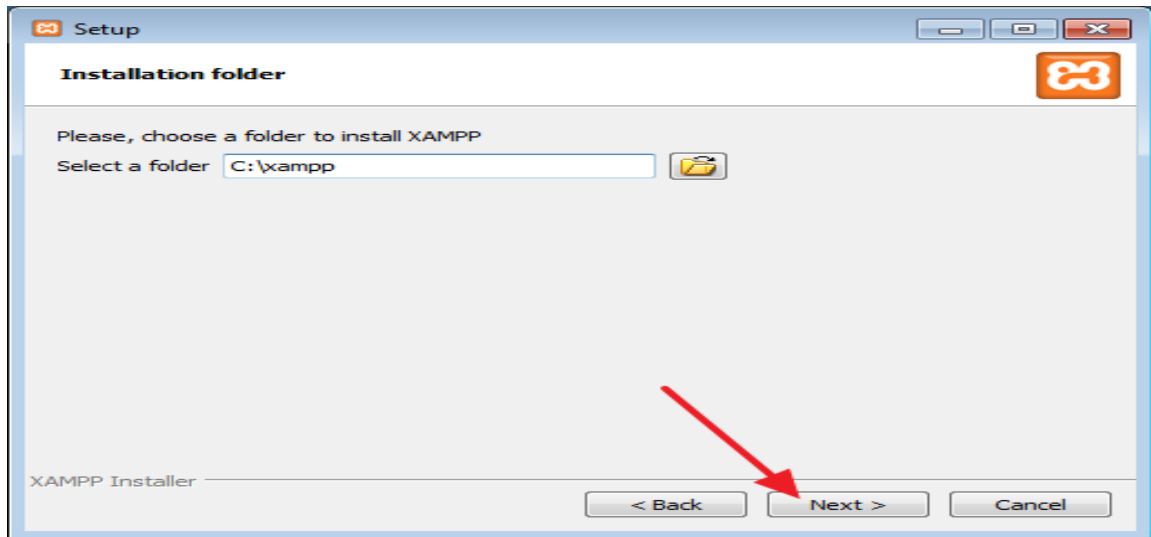 Setup
Installation folder
Please, choose a folder to install XAMPP
Select a folder C:\xampp
XAMPP Installer
< Back Next > Cancel